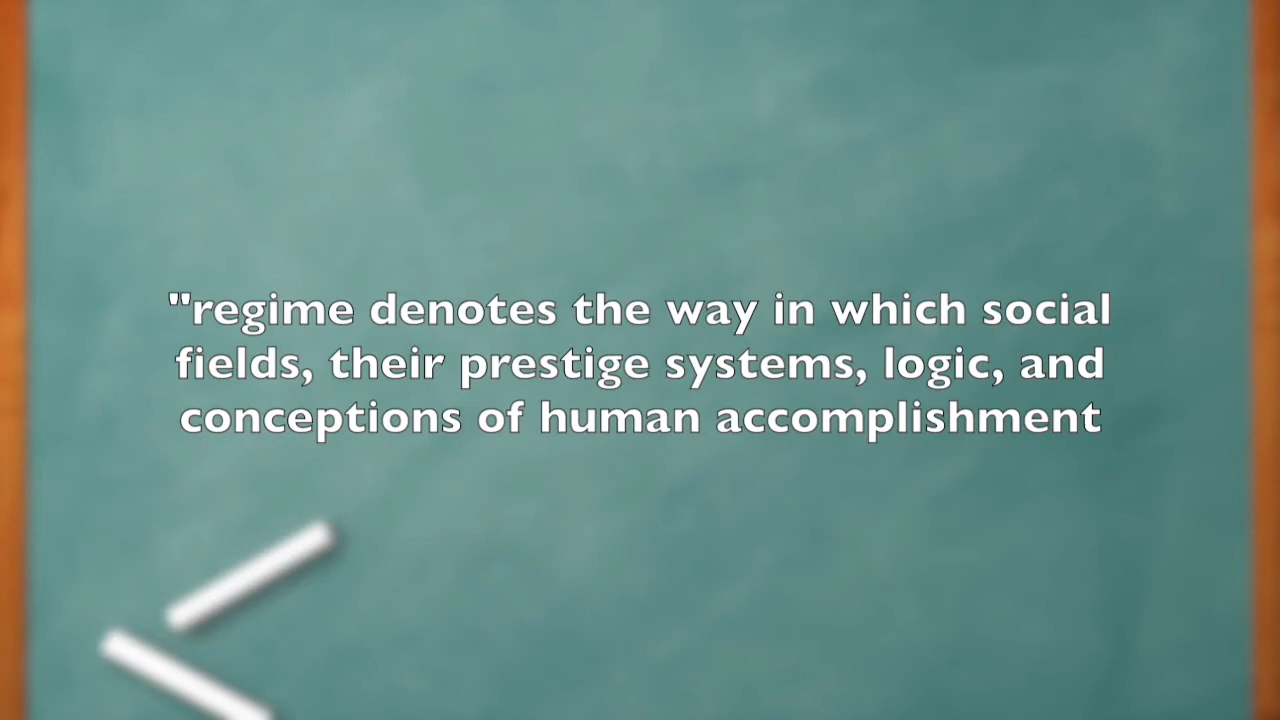 "regime denotes the way in which social
fields, their prestige systems, logic, and
conceptions of human accomplishment